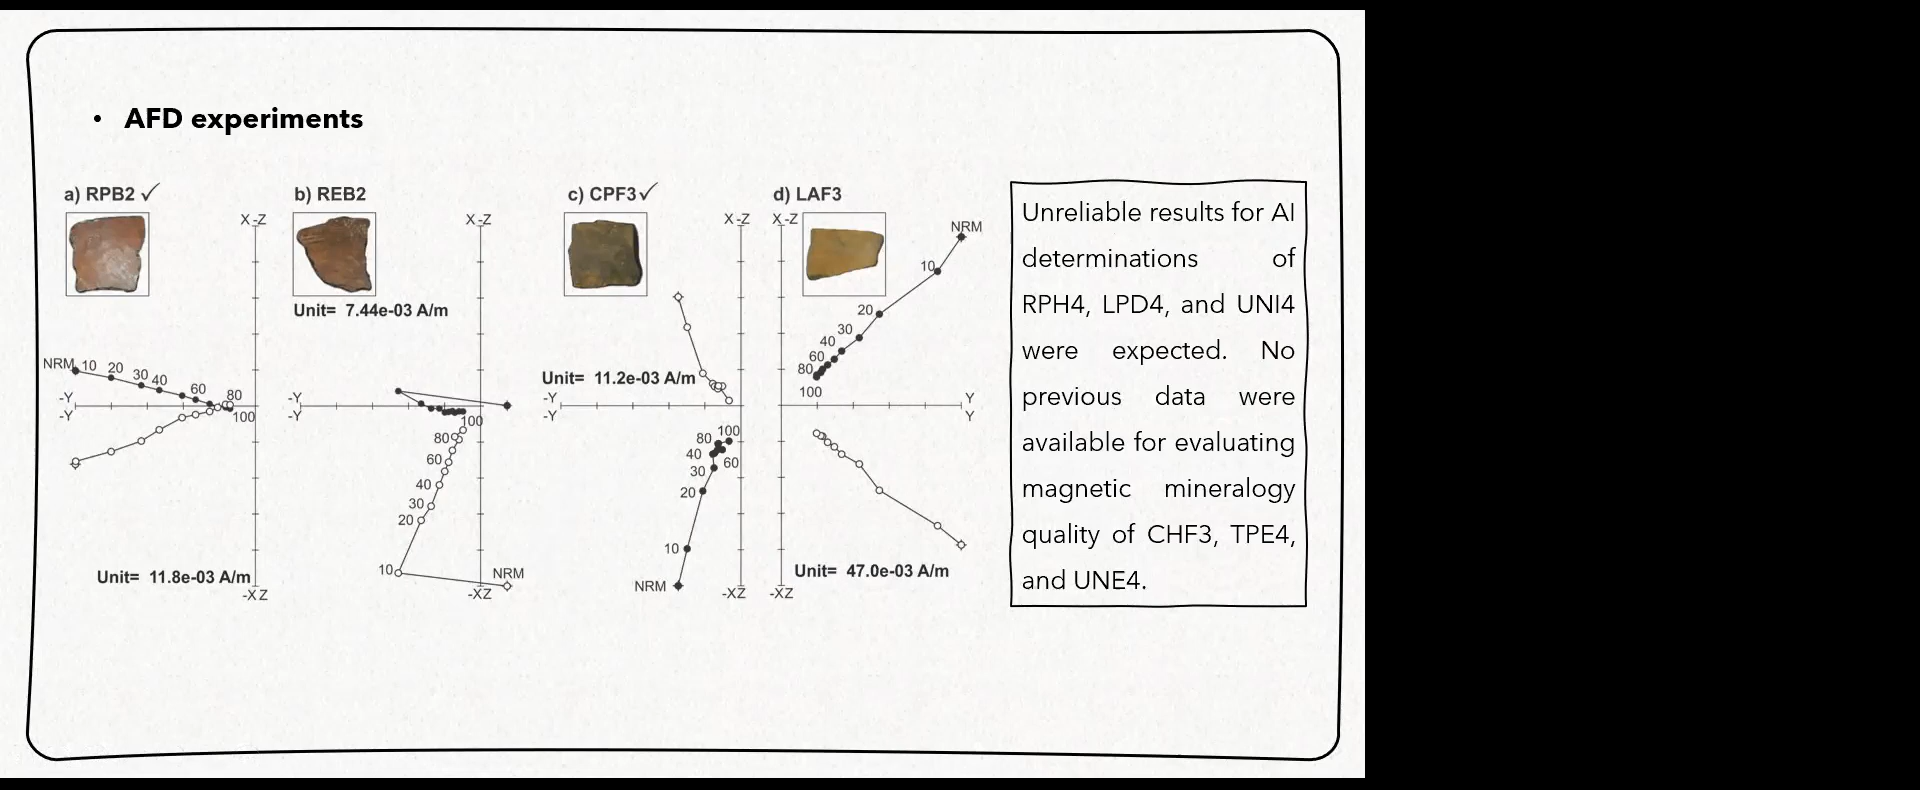 • AFD experiments
a) RPB2 ✓
X -Z
NRM
10
20
30
40
60
80
100
-Y
-Y
Unit= 11.8e-03 A/m
-X Z
b) REB2
X -Z
Unit= 7.44e-03 A/m
-Y
-Y
100
80
60
40
30
20
10
NRM
-XZ
c) CPF3 ✓
X -Z
Unit= 11.2e-03 A/m
-Y
-Y
100
80
40
60
30
20
10
NRM
-XZ
d) LAF3
X -Z
NRM
10
20
30
40
60
80
100
Y
Y
Unit= 47.0e-03 A/m
-XZ
Unreliable results for AI
determinations of
RPH4, LPD4, and UNI4
were expected. No
previous data were
available for evaluating
magnetic mineralogy
quality of CHF3, TPE4,
and UNE4.